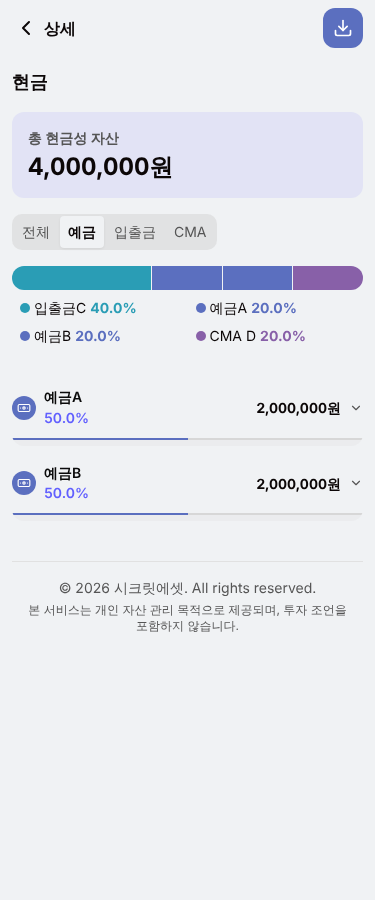 상세
현금
총 현금성 자산
4,000,000원
전체 예금 입출금 CMA
입출금C 40.0% 예금A 20.0%
예금B 20.0% CMA D 20.0%
예금A
50.0%
2,000,000원
예금B
50.0%
2,000,000원
© 2026 시크릿에셋. All rights reserved.
본 서비스는 개인 자산 관리 목적으로 제공되며, 투자 조언을
포함하지 않습니다.